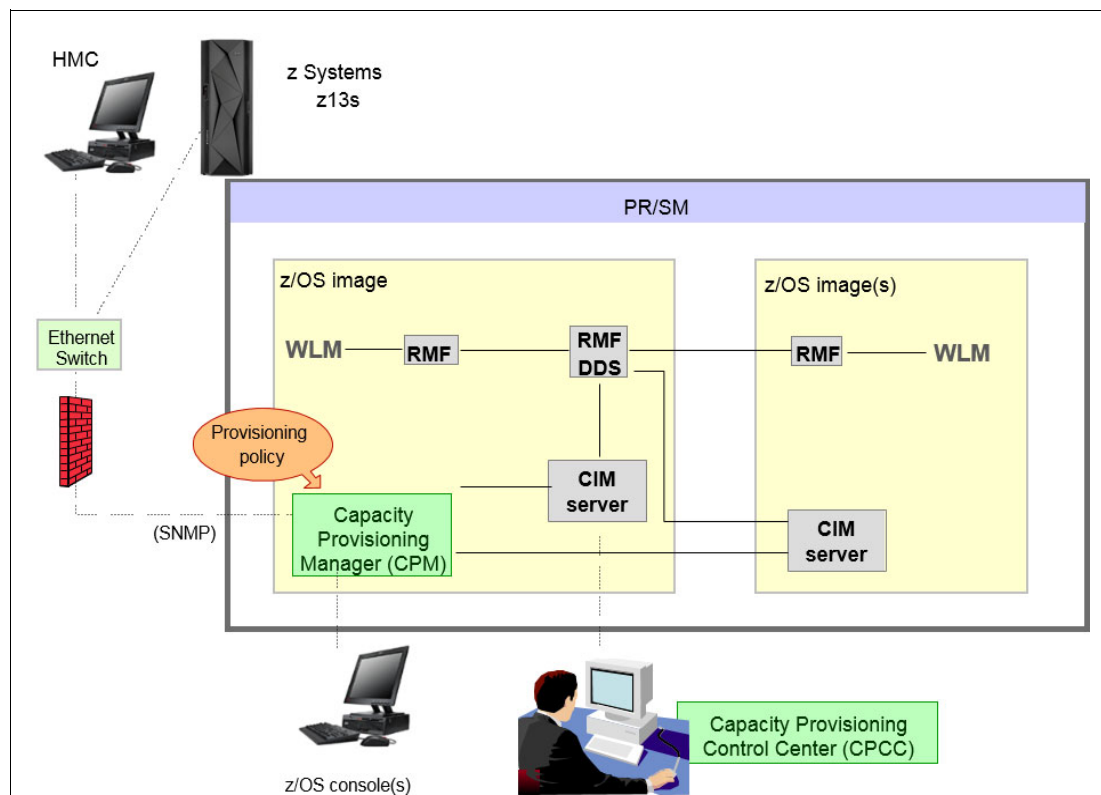 HMC
z Systems
z13s
PR/SM
z/OS image
z/OS image(s)
Ethernet
Switch
WLM
RMF
RMF
DDS
RMF
WLM
Provisioning
policy
CIM
server
Capacity
Provisioning
Manager (CPM)
(SNMP)
CIM
server
Capacity Provisioning
Control Center (CPCC)
z/OS console(s)